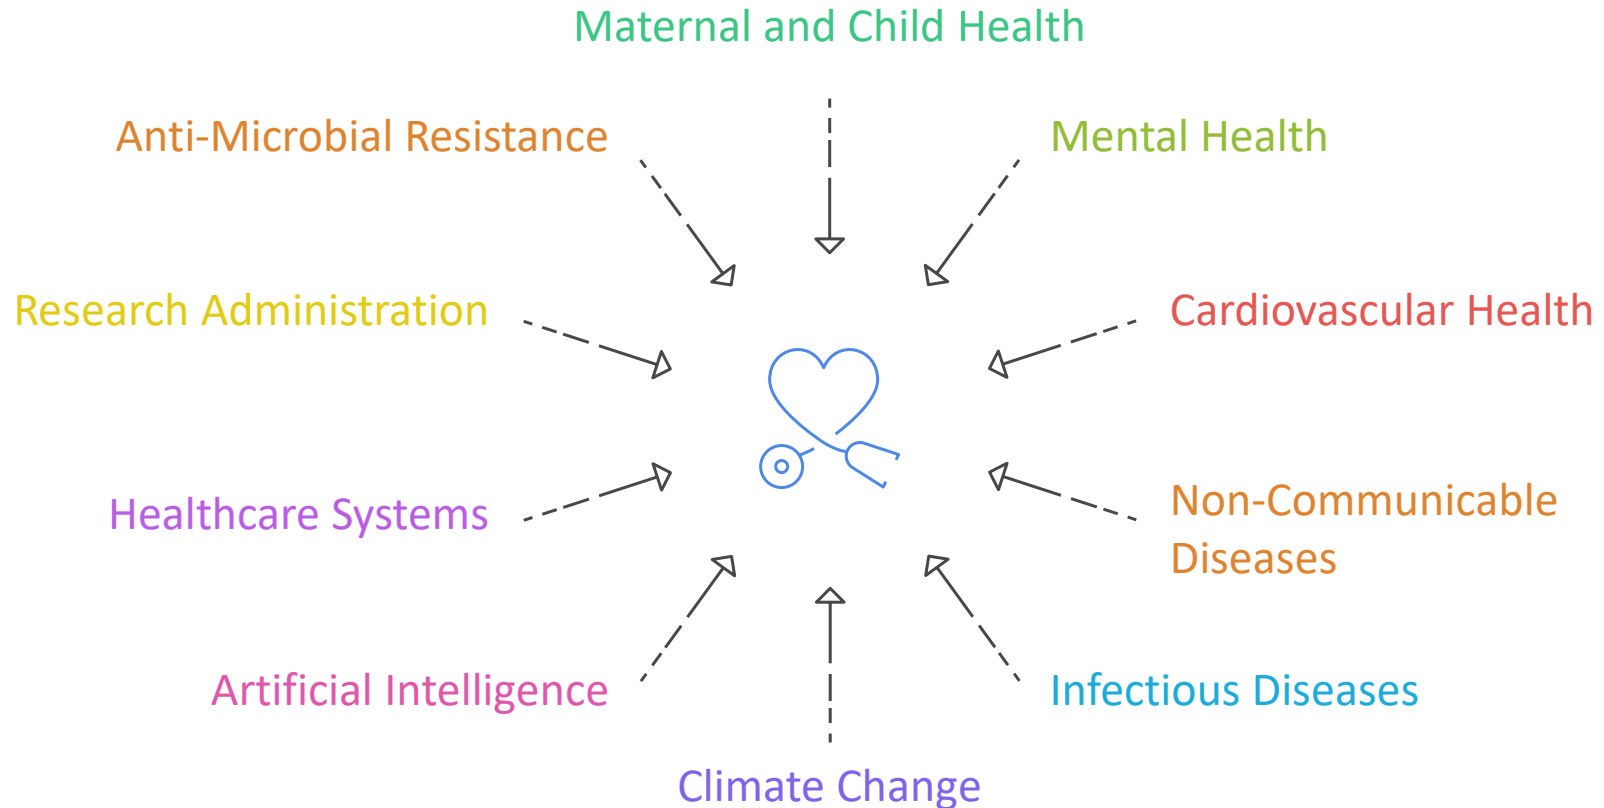 Maternal and Child Health
Anti-Microbial Resistance
Mental Health
Research Administration
Cardiovascular Health
Healthcare Systems
Non-Communicable
Diseases
Artificial Intelligence
Infectious Diseases
Climate Change